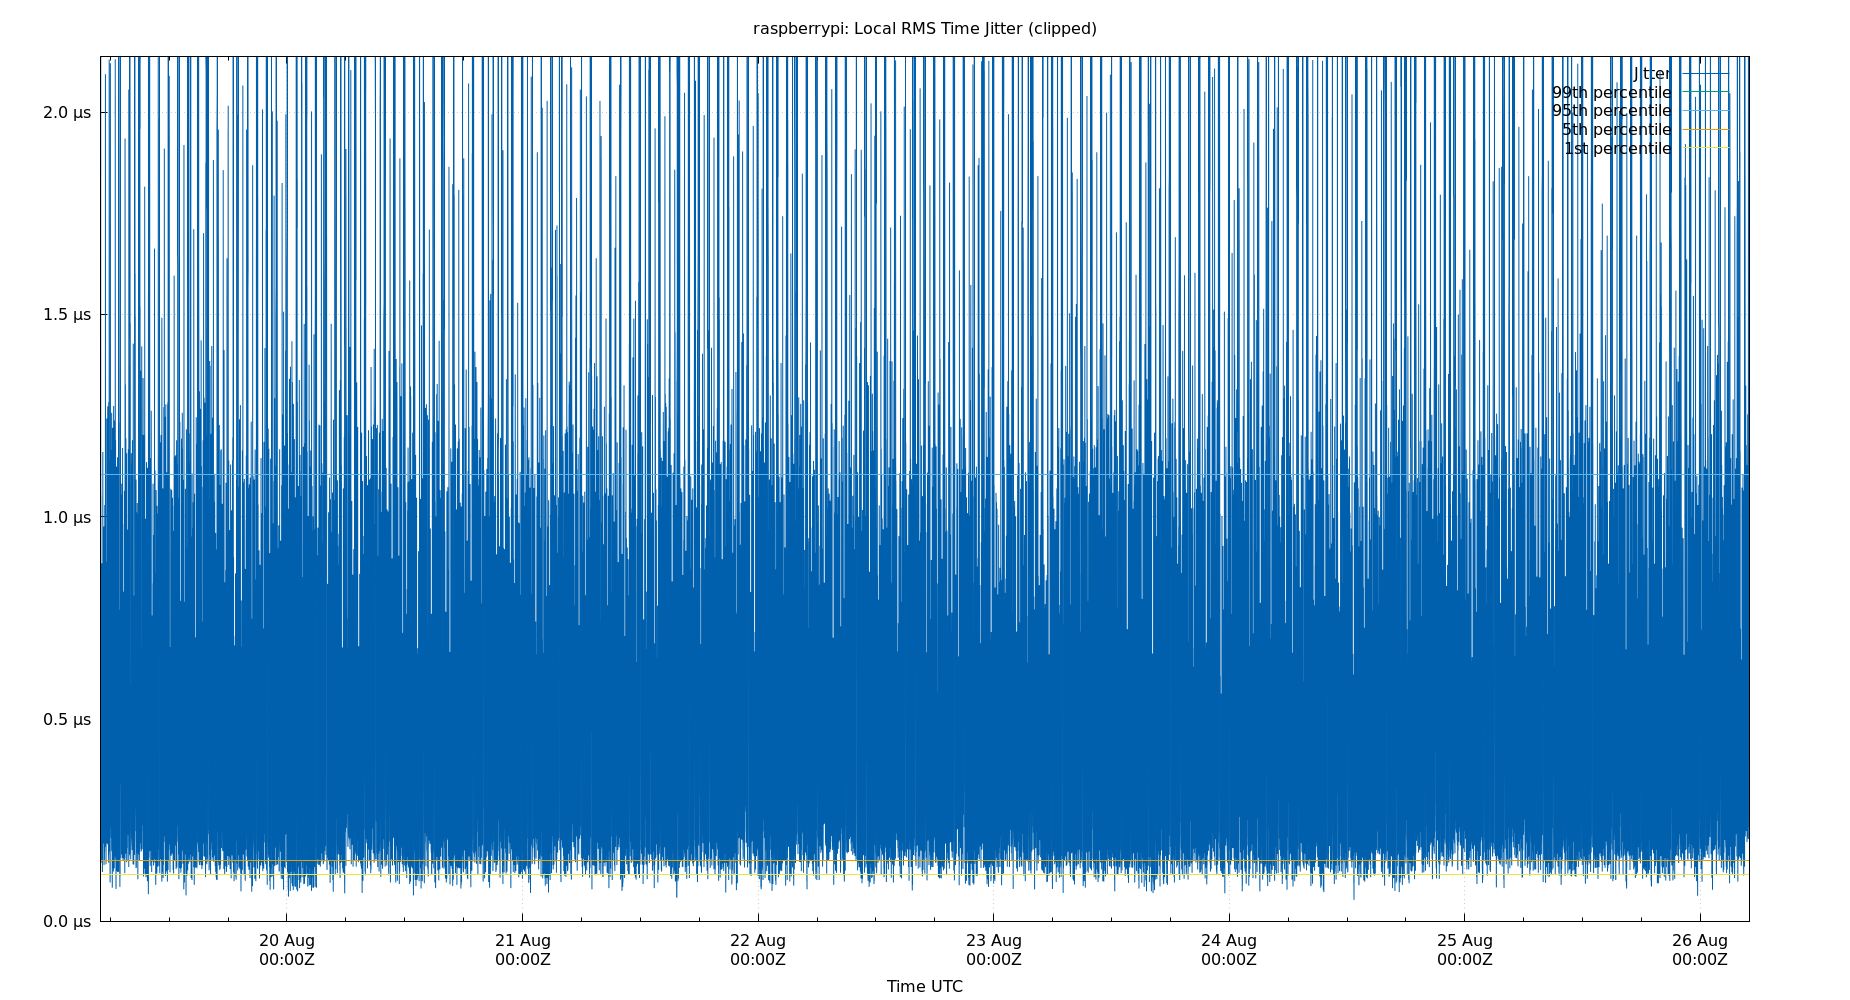 raspberrypi: Local RMS Time Jitter (clipped)
Jitter
99th percentile
95th percentile
5th percentile
1st percentile
2.0 μs
1.5 μs
1.0 μs
0.5 μs
0.0 μs
20 Aug
00:00Z
21 Aug
00:00Z
22 Aug
00:00Z
23 Aug
00:00Z
24 Aug
00:00Z
25 Aug
00:00Z
26 Aug
00:00Z
Time UTC